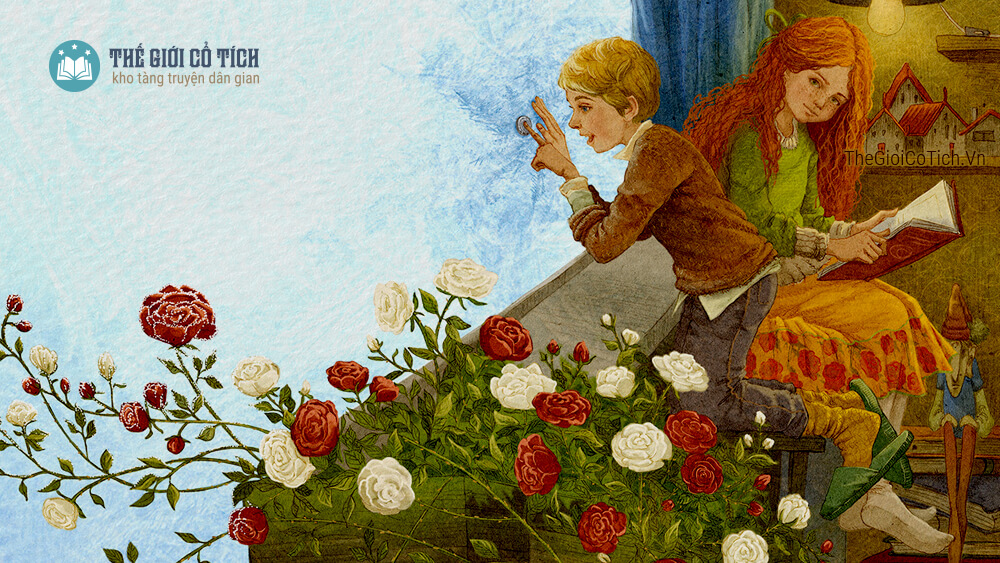 THẾ GIỚI CỔ TÍCH
kho tàng truyện dân gian
TheGioiCoTich.Vn